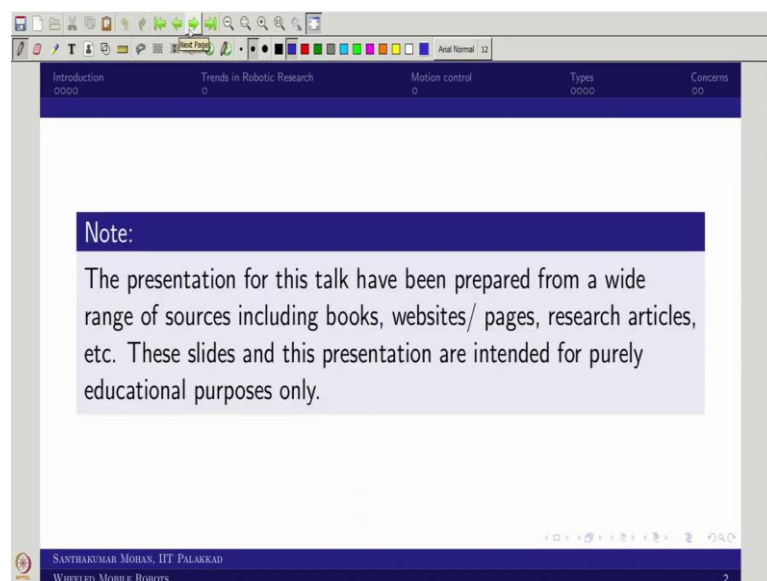 Next Page
Arial Normal 12
Introduction Trends in Robotic Research Motion control Types Concerns
Note:
The presentation for this talk have been prepared from a wide
range of sources including books, websites/ pages, research articles,
etc. These slides and this presentation are intended for purely
educational purposes only.
SANTHAKUMAR MOHAN, IIT PALAKKAD
WHEELED MOBILE ROBOTS 2